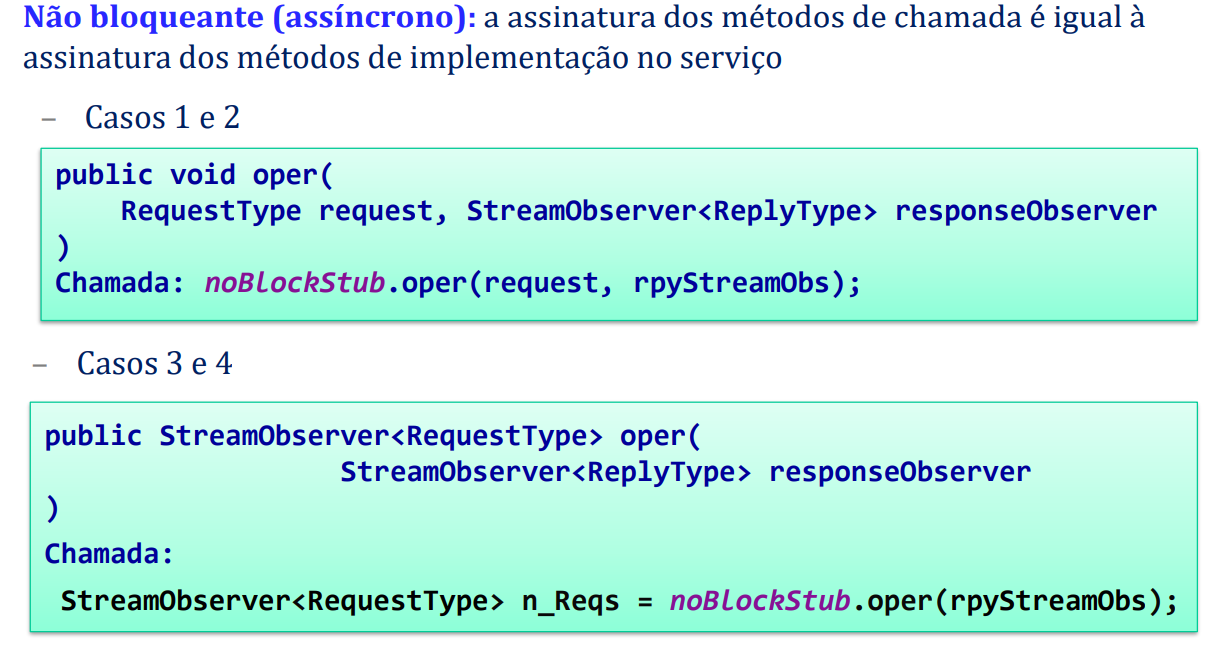 Não bloqueante (assíncrono): a assinatura dos métodos de chamada é igual à
assinatura dos métodos de implementação no serviço
– Casos 1 e 2
public void oper(
RequestType request, StreamObserver<ReplyType> responseObserver
)
Chamada: noBlockStub.oper(request, rpyStreamObs);
– Casos 3 e 4
public StreamObserver<RequestType> oper(
StreamObserver<ReplyType> responseObserver
)
Chamada:
StreamObserver<RequestType> n_Reqs = noBlockStub.oper(rpyStreamObs);